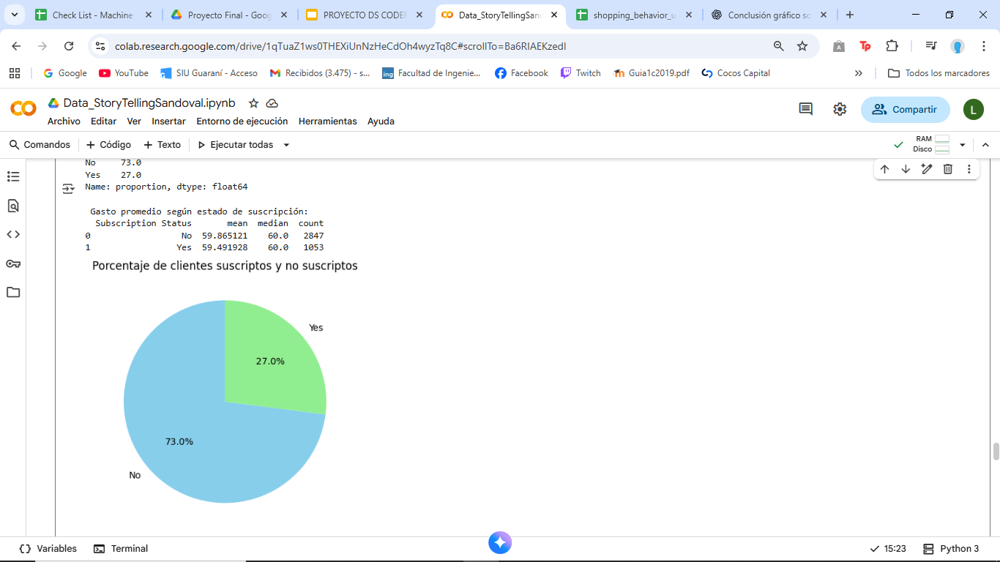 Check List - Machine
Proyecto Final - Goog
PROYECTO DS CODER
Data_StoryTellingSan
shopping_behavior_u
Conclusión gráfico so
colab.research.google.com/drive/1qTuaZ1ws0THEXiUnNzHeCdOh4wyzTq8C#scrollTo=Ba6RIAEKzedI
Google
YouTube
SIU Guaraní - Acceso
Recibidos (3.475) - s...
Facultad de Ingenie...
Facebook
Twitch
Guia1c2019.pdf
Cocos Capital
Todos los marcadores
Data_StoryTellingSandoval.ipynb
Compartir
L
Archivo Editar Ver Insertar Entorno de ejecución Herramientas Ayuda
Comandos + Código + Texto Ejecutar todas
RAM
Disco
No 73.0
Yes 27.0
Name: proportion, dtype: float64
Gasto promedio según estado de suscripción:
Subscription Status mean median count
0 No 59.865121 60.0 2847
1 Yes 59.491928 60.0 1053
Porcentaje de clientes suscriptos y no suscriptos
Yes
27.0%
73.0%
No
Variables
Terminal
15:23
Python 3